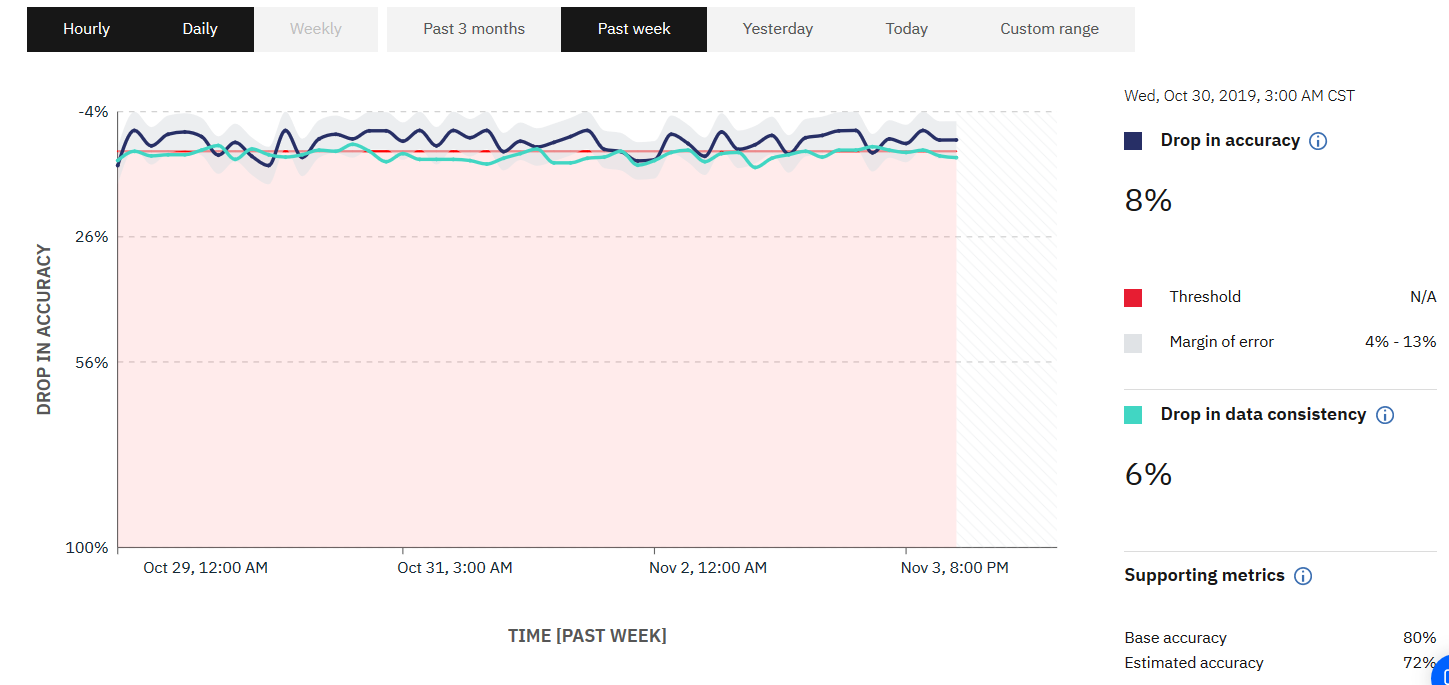 Hourly Daily Weekly Past 3 months Past week Yesterday Today Custom range
-4%
26%
56%
100%
DROP IN ACCURACY
Oct 29, 12:00 AM Oct 31, 3:00 AM Nov 2, 12:00 AM Nov 3, 8:00 PM
TIME [PAST WEEK]
Wed, Oct 30, 2019, 3:00 AM CST
Drop in accuracy
8%
Threshold N/A
Margin of error 4% - 13%
Drop in data consistency
6%
Supporting metrics
Base accuracy 80%
Estimated accuracy 72%